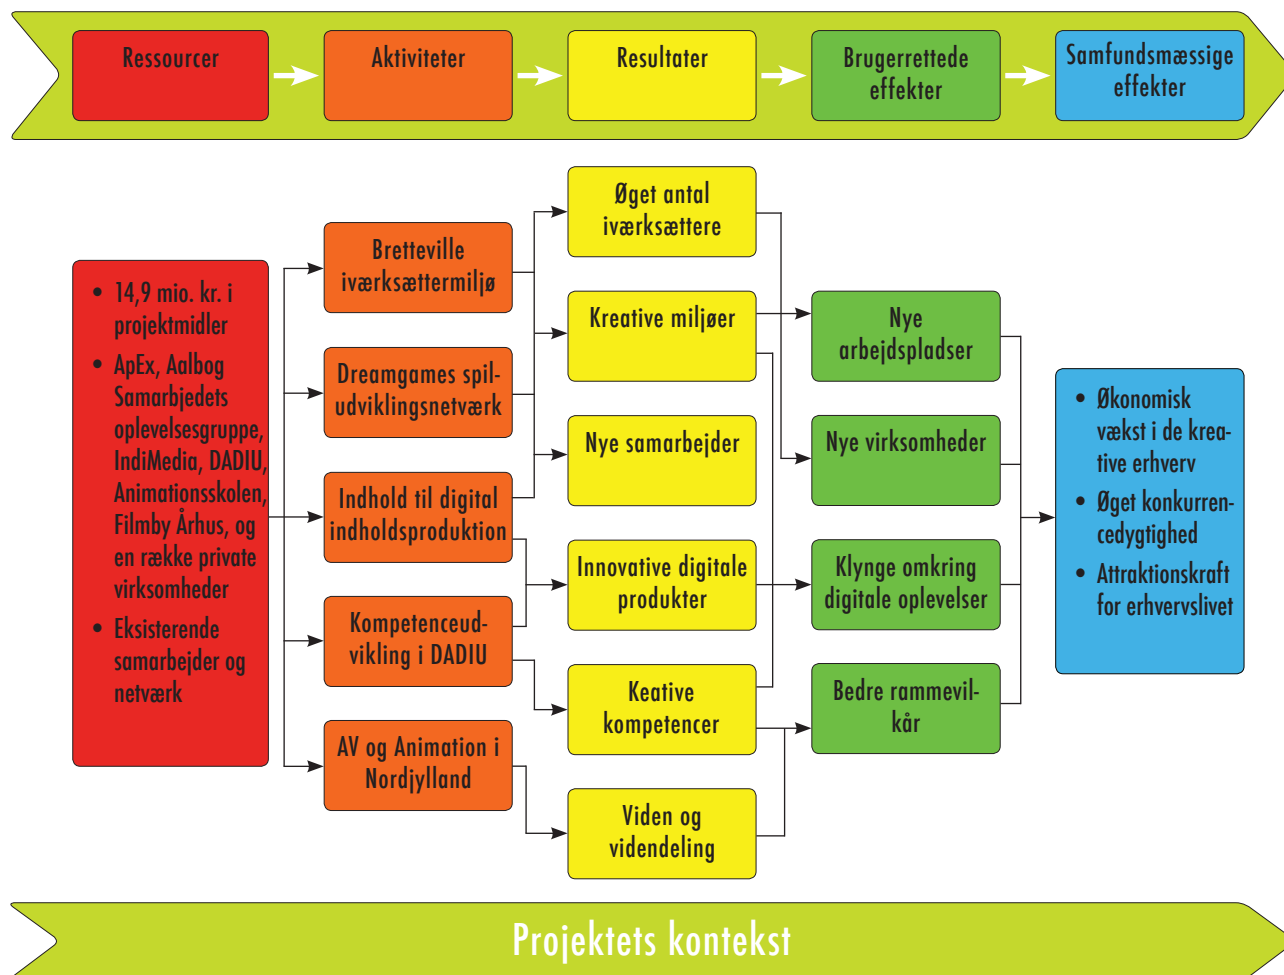 Ressourcer
Aktiviteter
Resultater
Brugerrettede
effekter
Samfundsmæssige
effekter
• 14,9 mio. kr. i
projektmidler
• ApEx, Aalbog
Samarbjedets
oplevelsesgruppe,
IndiMedia, DADIU,
Animationsskolen,
Filmby Århus, og
en række private
virksomheder
• Eksisterende
samarbejder og
netværk
Bretteville
iværksættermiljø
Dreamgames spil-
udviklingsnetværk
Indhold til digital
indholdsproduktion
Kompetenceud-
vikling i DADIU
AV og Animation i
Nordjylland
Øget antal
iværksættere
Kreative miljøer
Nye samarbejder
Innovative digitale
produkter
Keative
kompetencer
Viden og
videndeling
Nye
arbejdspladser
Nye virksomheder
Klynge omkring
digitale oplevelser
Bedre rammevil-
kår
• Økonomisk
vækst i de krea-
tive erhverv
• Øget konkurren-
cedygtighed
• Attraktionskraft
for erhvervslivet
Projektets kontekst